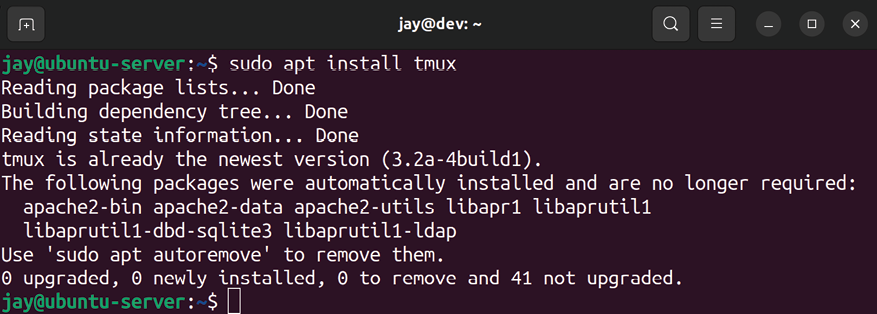 jay@dev: ~
jay@ubuntu-server:~$ sudo apt install tmux
Reading package lists... Done
Building dependency tree... Done
Reading state information... Done
tmux is already the newest version (3.2a-4build1).
The following packages were automatically installed and are no longer required:
  apache2-bin apache2-data apache2-utils libapr1 libaprutil1
  libaprutil1-dbd-sqlite3 libaprutil1-ldap
Use 'sudo apt autoremove' to remove them.
0 upgraded, 0 newly installed, 0 to remove and 41 not upgraded.
jay@ubuntu-server:~$